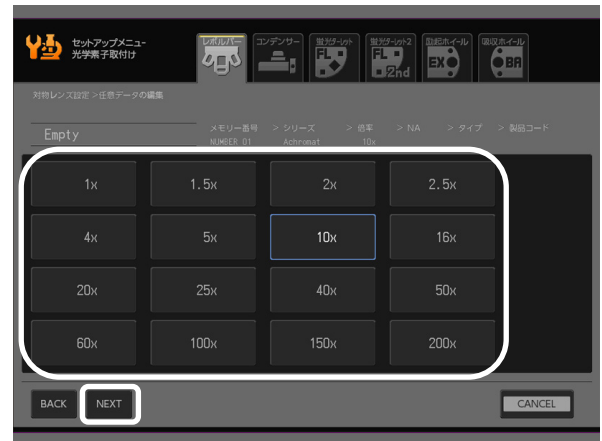 セットアップメニュー
光学素子取付け
レボルバー
コンデンサー
蛍光ターレット
蛍光ターレット2
励起ホイール
吸収ホイール
FL
FL
2nd
EX
BA
対物レンズ設定 >任意データの編集
Empty
メモリー番号 > シリーズ > 倍率 > NA > タイプ > 製品コード
NUMBER 01 Achromat 10x
1x 1.5x 2x 2.5x
4x 5x 10x 16x
20x 25x 40x 50x
60x 100x 150x 200x
BACK NEXT CANCEL